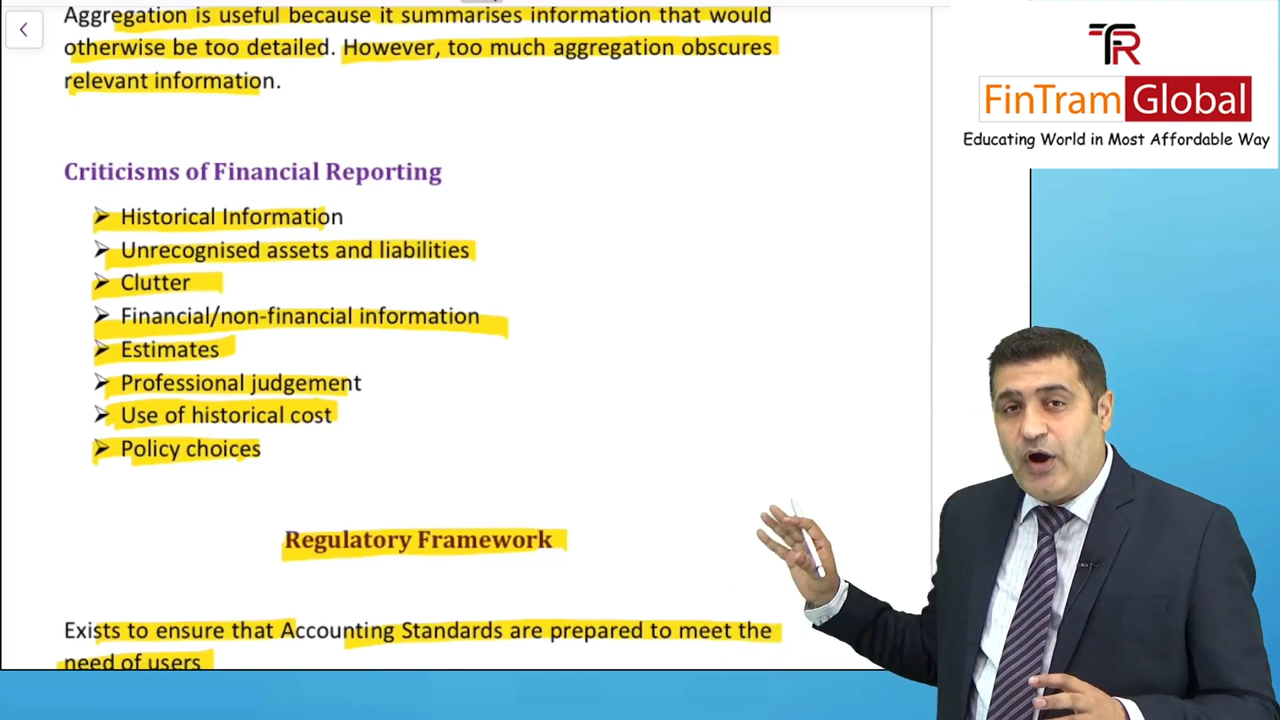 Aggregation is useful because it summarises information that would
otherwise be too detailed. However, too much aggregation obscures
relevant information.
Criticisms of Financial Reporting
➢ Historical Information
➢ Unrecognised assets and liabilities
➢ Clutter
➢ Financial/non-financial information
➢ Estimates
➢ Professional judgement
➢ Use of historical cost
➢ Policy choices
Regulatory Framework
Exists to ensure that Accounting Standards are prepared to meet the
need of users
TFR
FinTram Global
Educating World in Most Affordable Way